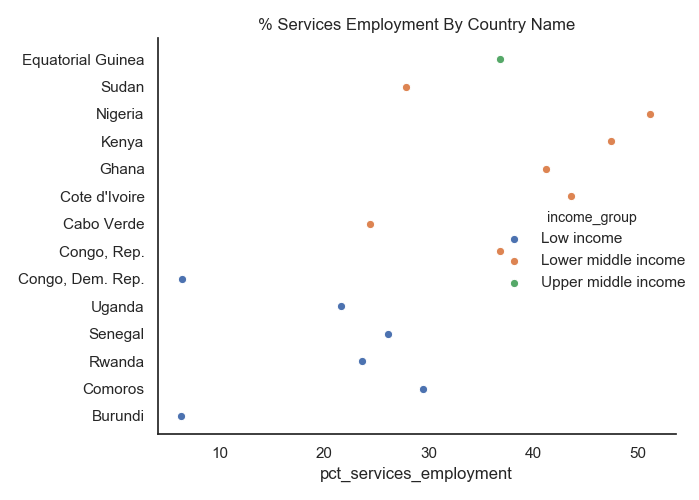 % Services Employment By Country Name
Equatorial Guinea
Sudan
Nigeria
Kenya
Ghana
Cote d'Ivoire
Cabo Verde
Congo, Rep.
Congo, Dem. Rep.
Uganda
Senegal
Rwanda
Comoros
Burundi
income_group
Low income
Lower middle income
Upper middle income
10 20 30 40 50
pct_services_employment